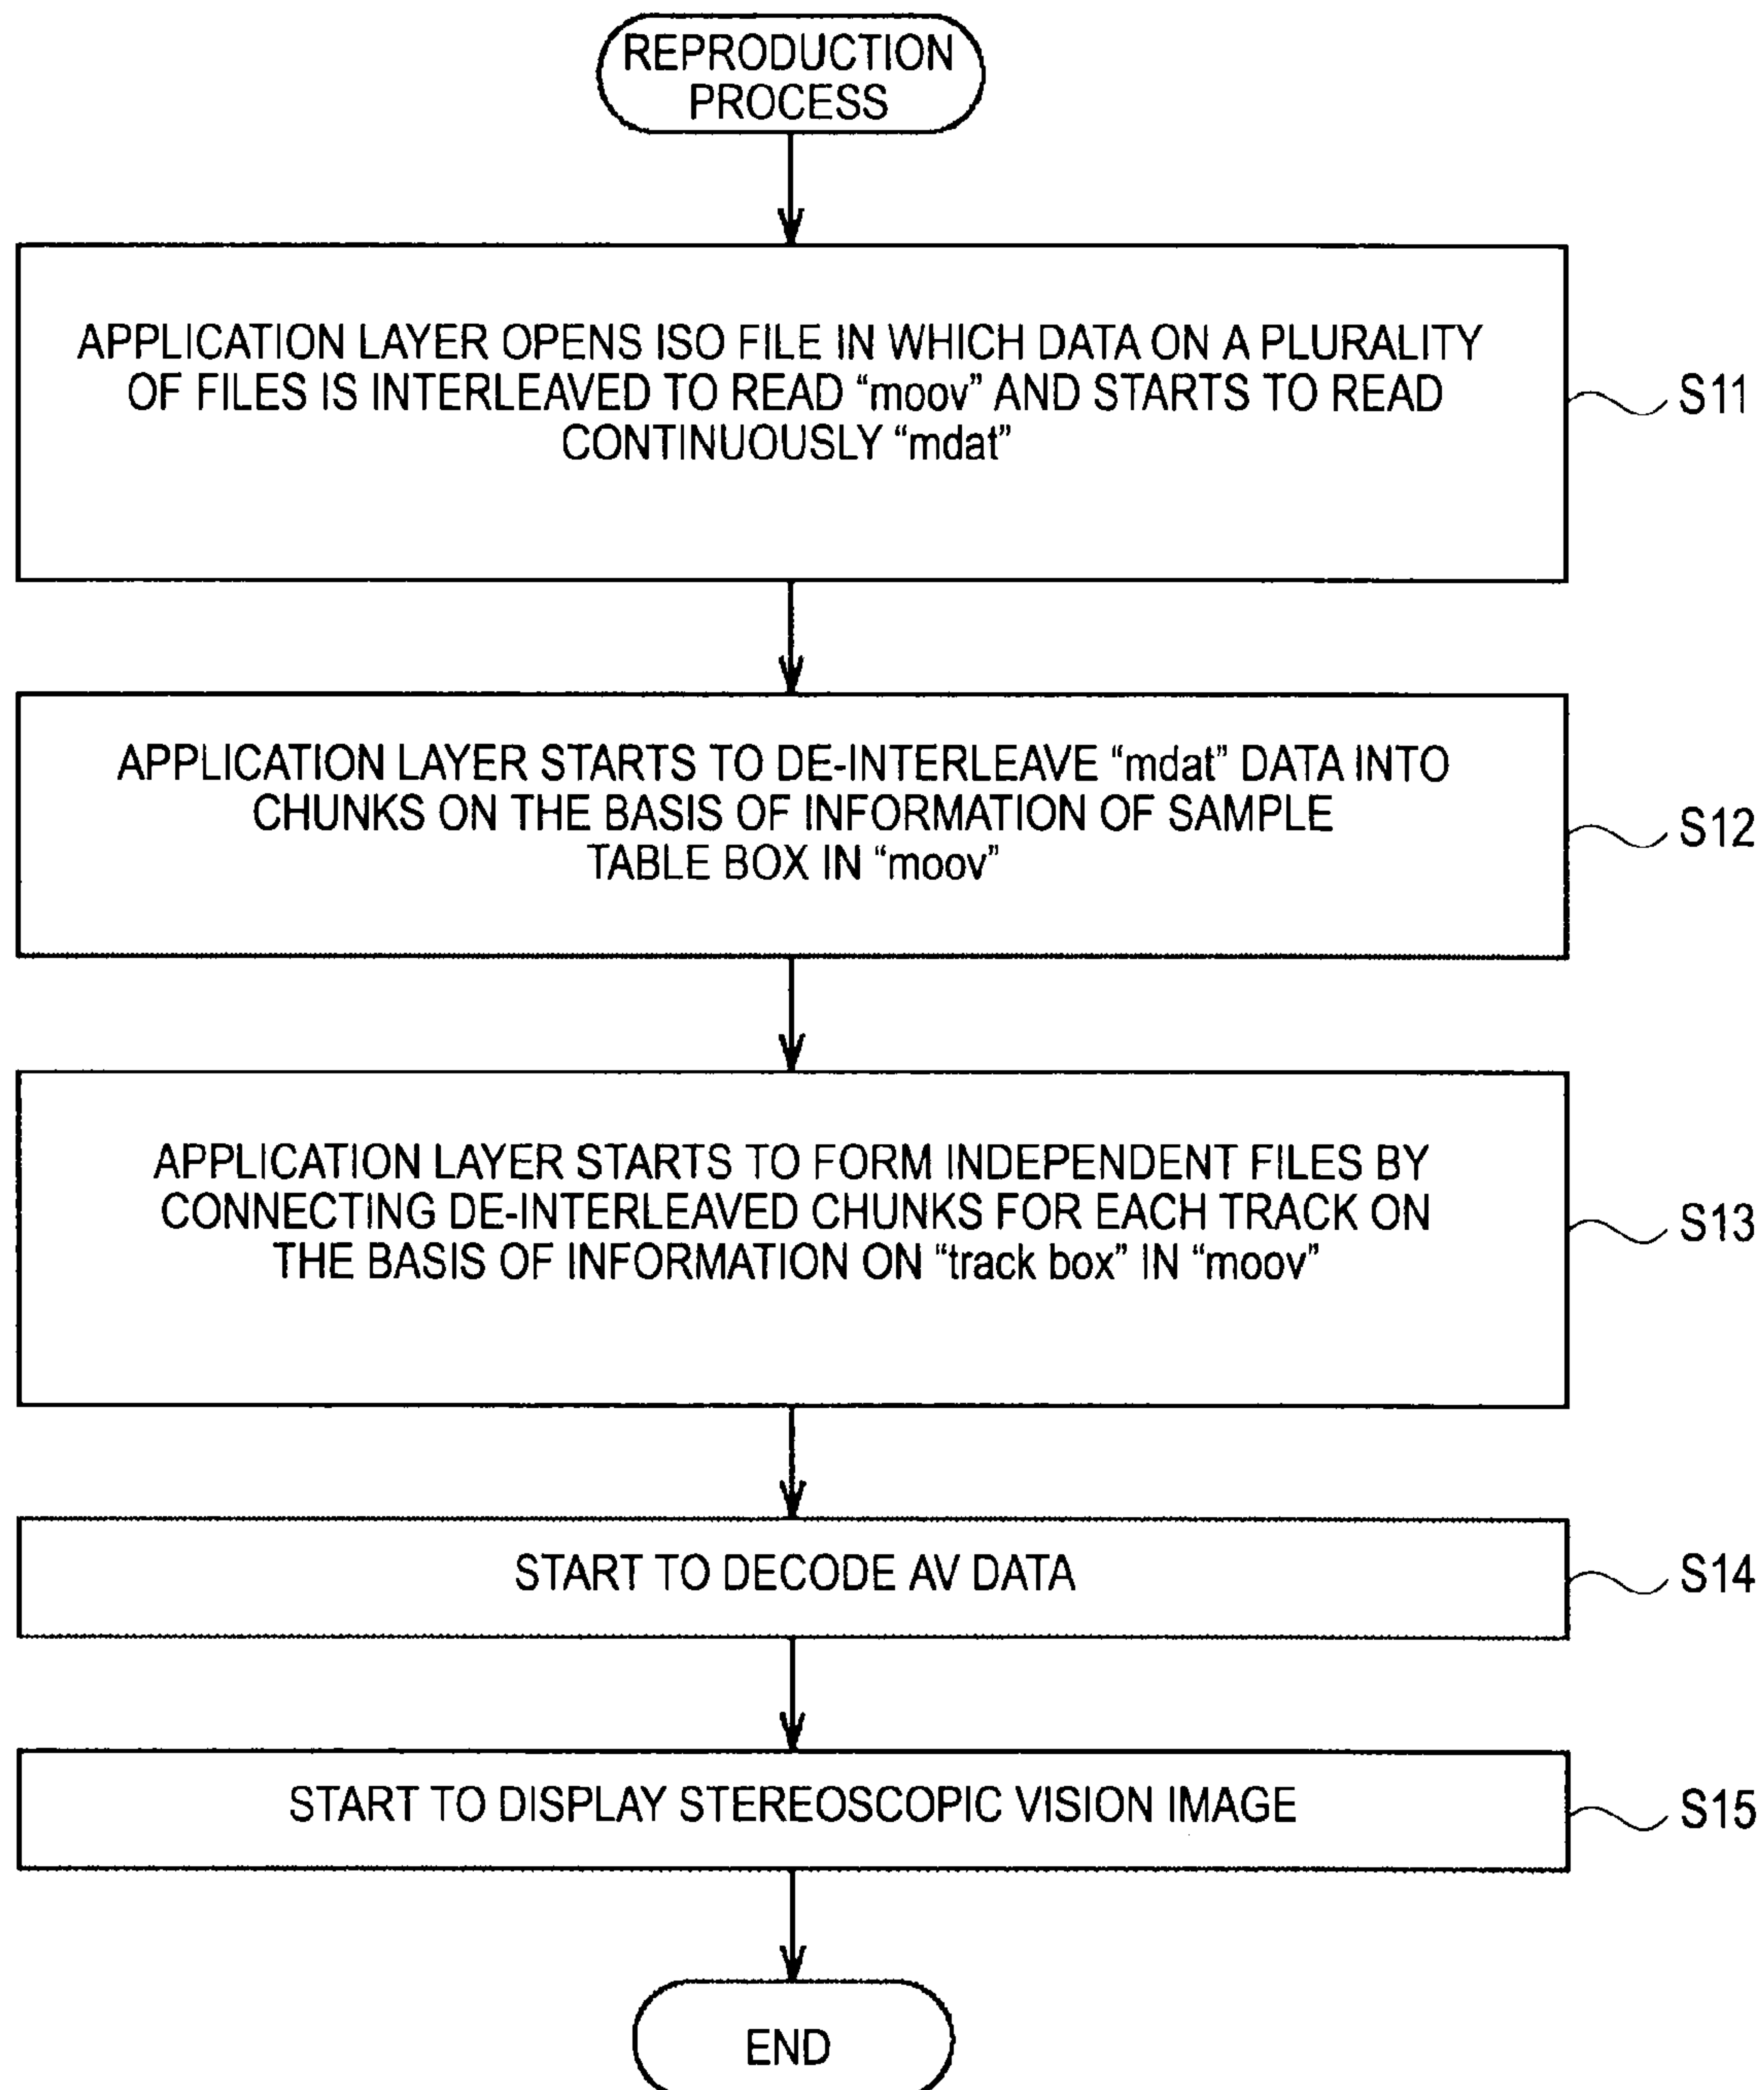 REPRODUCTION
PROCESS
APPLICATION LAYER OPENS ISO FILE IN WHICH DATA ON A PLURALITY
OF FILES IS INTERLEAVED TO READ “moov” AND STARTS TO READ
CONTINUOUSLY “mdat”
S11
APPLICATION LAYER STARTS TO DE-INTERLEAVE “mdat” DATA INTO
CHUNKS ON THE BASIS OF INFORMATION OF SAMPLE
TABLE BOX IN “moov”
S12
APPLICATION LAYER STARTS TO FORM INDEPENDENT FILES BY
CONNECTING DE-INTERLEAVED CHUNKS FOR EACH TRACK ON
THE BASIS OF INFORMATION ON “track box” IN “moov”
S13
START TO DECODE AV DATA
S14
START TO DISPLAY STEREOSCOPIC VISION IMAGE
S15
END